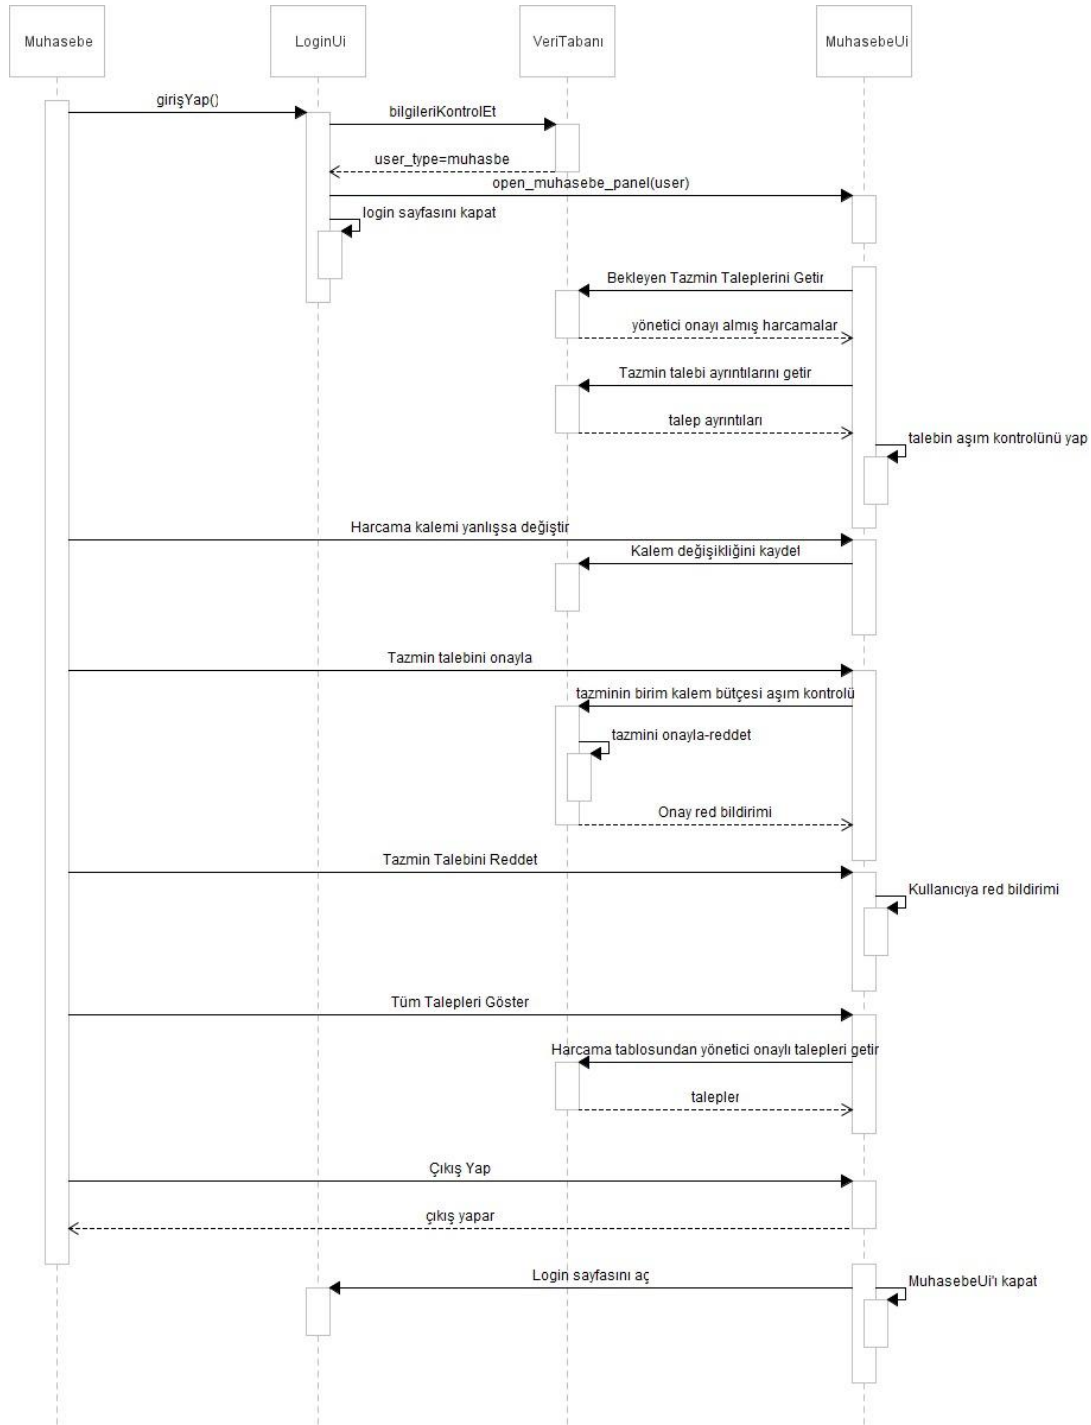 Muhasebe
LoginUi
VeriTabanı
MuhasebeUi
girişYap()
bilgileriKontrolEt
user_type=muhasbe
open_muhasebe_panel(user)
login sayfasını kapat
Bekleyen Tazmin Taleplerini Getir
yönetici onayı almış harcamalar
Tazmin talebi ayrıntılarını getir
talep ayrıntıları
talebin aşım kontrolünü yap
Harcama kalemi yanlışsa değiştir
Kalem değişikliğini kaydet
Tazmin talebini onayla
tazminin birim kalem bütçesi aşım kontrolü
tazmini onayla-reddet
Onay red bildirimi
Tazmin Talebini Reddet
Kullanıcıya red bildirimi
Tüm Talepleri Göster
Harcama tablosundan yönetici onaylı talepleri getir
talepler
Çıkış Yap
çıkış yapar
Login sayfasını aç
MuhasebeUi'ı kapat